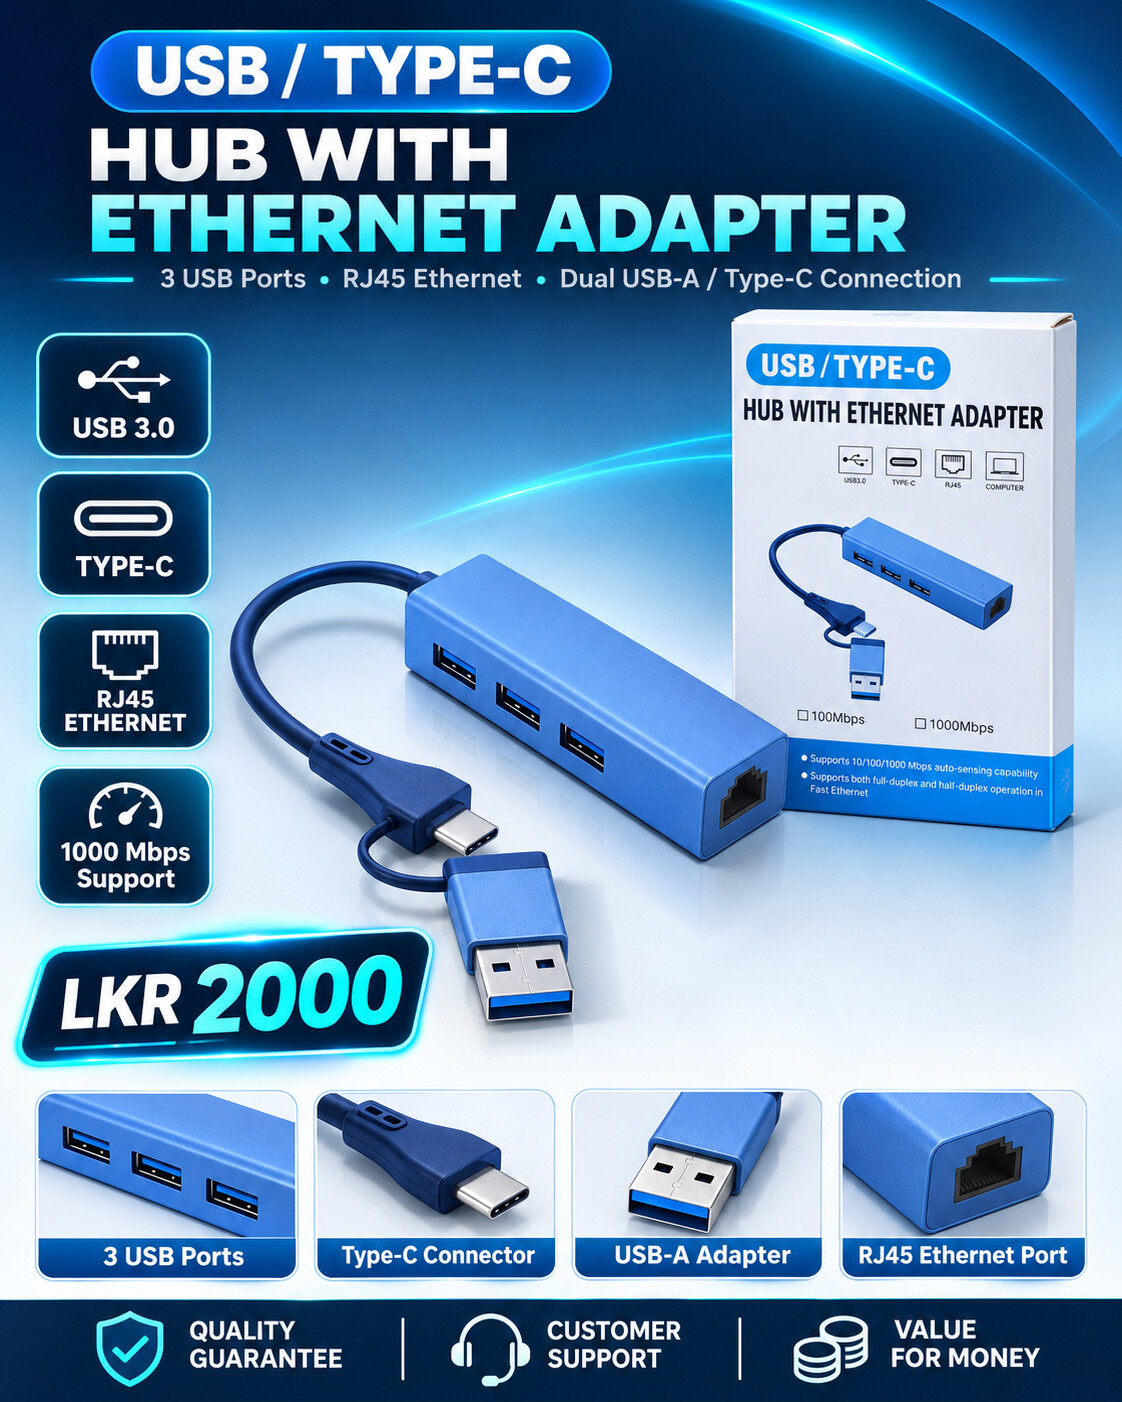 USB / TYPE-C
HUB WITH
ETHERNET ADAPTER
3 USB Ports • RJ45 Ethernet • Dual USB-A / Type-C Connection
USB 3.0
TYPE-C
RJ45
ETHERNET
1000 Mbps
Support
USB / TYPE-C
HUB WITH ETHERNET ADAPTER
USB3.0
TYPE-C
RJ45
COMPUTER
☐ 100Mbps
☐ 1000Mbps
• Supports 10/100/1000 Mbps auto-sensing capability
• Supports both full-duplex and half-duplex operation in
Fast Ethernet
LKR 2000
3 USB Ports
Type-C Connector
USB-A Adapter
RJ45 Ethernet Port
QUALITY
GUARANTEE
CUSTOMER
SUPPORT
VALUE
FOR MONEY